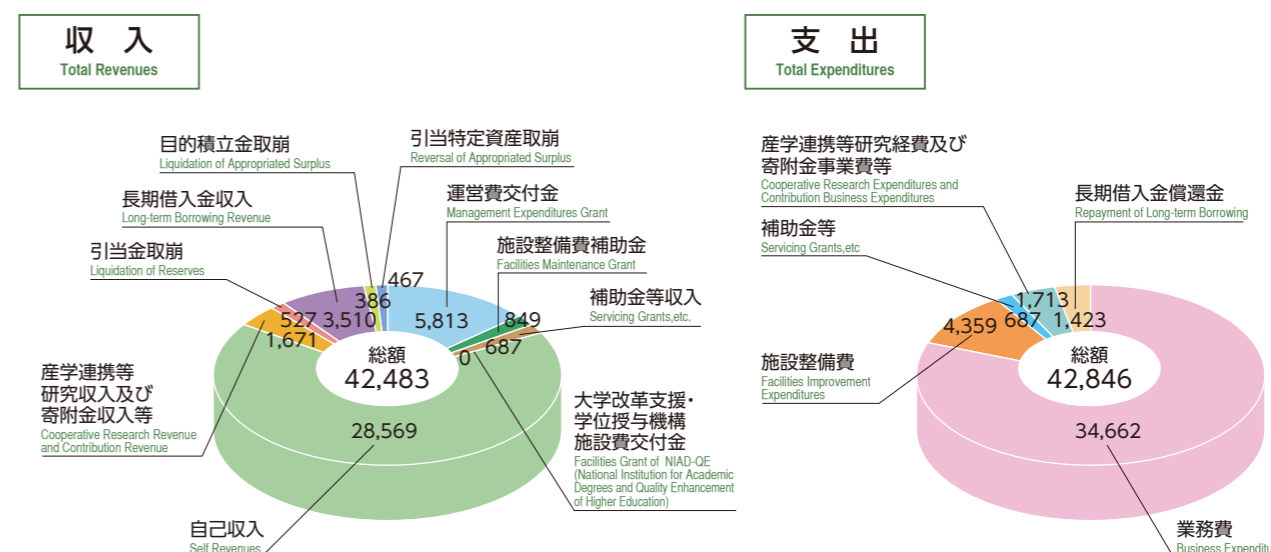 収　入
Total Revenues
目的積立金取崩
Liquidation of Appropriated Surplus
引当特定資産取崩
Reversal of Appropriated Surplus
長期借入金収入
Long-term Borrowing Revenue
運営費交付金
Management Expenditures Grant
引当金取崩
Liquidation of Reserves
施設整備費補助金
Facilities Maintenance Grant
補助金等収入
Servicing Grants,etc.
467
386
3,510
527
1,671
5,813
849
687
0
総額
42,483
28,569
産学連携等
研究収入及び
寄附金収入等
Cooperative Research Revenue
and Contribution Revenue
大学改革支援・
学位授与機構
施設費交付金
Facilities Grant of NIAD-QE
(National Institution for Academic
Degrees and Quality Enhancement
of Higher Education)
自己収入
Self Revenues
支　出
Total Expenditures
産学連携等研究経費及び
寄附金事業費等
Cooperative Research Expenditures and
Contribution Business Expenditures
長期借入金償還金
Repayment of Long-term Borrowing
補助金等
Servicing Grants,etc
1,713
4,359
687
1,423
施設整備費
Facilities Improvement
Expenditures
総額
42,846
34,662
業務費
Business Expenditu